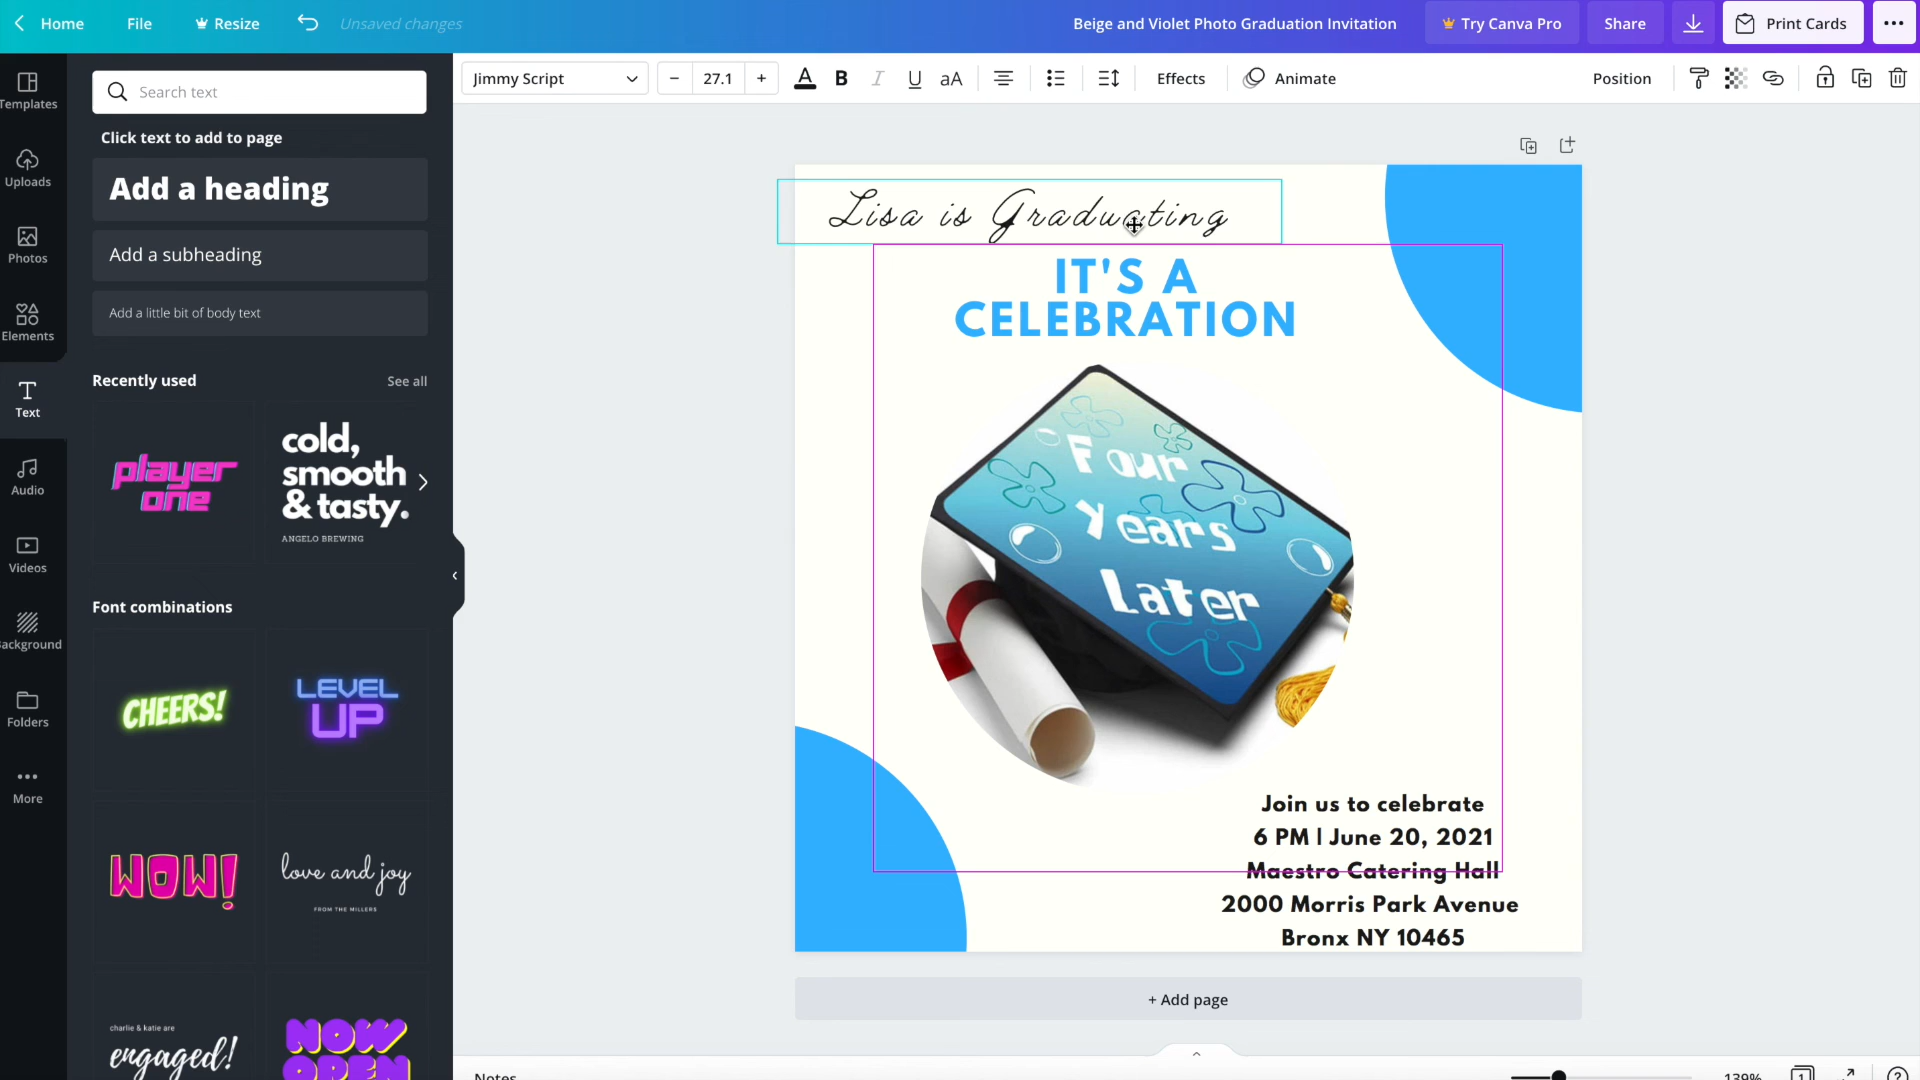 Home
File
Resize
Unsaved changes
Beige and Violet Photo Graduation Invitation
Try Canva Pro
Share
Print Cards
Templates
Uploads
Photos
Elements
Text
Audio
Videos
Background
Folders
More
Search text
Click text to add to page
Add a heading
Add a subheading
Add a little bit of body text
Recently used
See all
player
one
cold,
smooth
& tasty.
ANGELO BREWING
Font combinations
CHEERS!
LEVEL
UP
WOW!
love and joy
FROM THE MILLERS
charlie & katie are
engaged!
NOW
OPEN
Jimmy Script
27.1
B
I
U
aA
Effects
Animate
Position
Lisa is Graduating
IT'S A
CELEBRATION
Four
Years
Later
Join us to celebrate
6 PM | June 20, 2021
Maestro Catering Hall
2000 Morris Park Avenue
Bronx NY 10465
+ Add page
Notes
139%
1